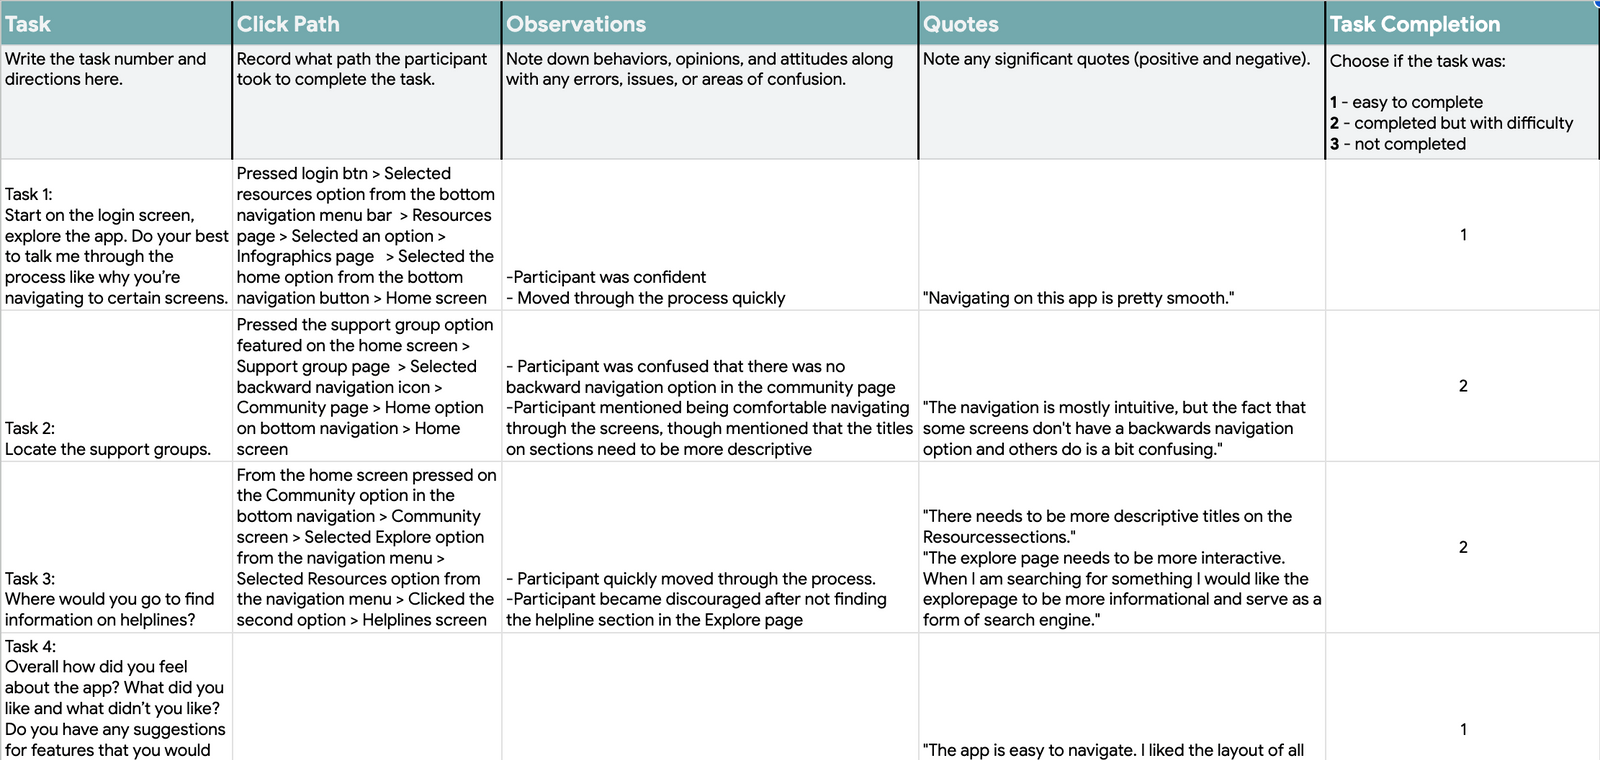 Task
Click Path
Observations
Quotes
Task Completion
Write the task number and
directions here.
Record what path the participant
took to complete the task.
Note down behaviors, opinions, and attitudes along
with any errors, issues, or areas of confusion.
Note any significant quotes (positive and negative).
Choose if the task was:
1 - easy to complete
2 - completed but with difficulty
3 - not completed
Task 1:
Start on the login screen,
explore the app. Do your best
to talk me through the
process like why you're
navigating to certain screens.
Pressed login btn > Selected
resources option from the bottom
navigation menu bar > Resources
page > Selected an option >
Infographics page > Selected the
home option from the bottom
navigation button > Home screen
-Participant was confident
- Moved through the process quickly
"Navigating on this app is pretty smooth."
1
Task 2:
Locate the support groups.
Pressed the support group option
featured on the home screen >
Support group page > Selected
backward navigation icon >
Community page > Home option
on bottom navigation > Home
screen
- Participant was confused that there was no
backward navigation option in the community page
-Participant mentioned being comfortable navigating
through the screens, though mentioned that the titles
on sections need to be more descriptive
"The navigation is mostly intuitive, but the fact that
some screens don't have a backwards navigation
option and others do is a bit confusing."
2
Task 3:
Where would you go to find
information on helplines?
From the home screen pressed on
the Community option in the
bottom navigation > Community
screen > Selected Explore option
from the navigation menu >
Selected Resources option from
the navigation menu > Clicked the
second option > Helplines screen
- Participant quickly moved through the process.
-Participant became discouraged after not finding
the helpline section in the Explore page
"There needs to be more descriptive titles on the
Resourcessections."
"The explore page needs to be more interactive.
When I am searching for something I would like the
explorepage to be more informational and serve as a
form of search engine."
2
Task 4:
Overall how did you feel
about the app? What did you
like and what didn't you like?
Do you have any suggestions
for features that you would
"The app is easy to navigate. I liked the layout of all
1